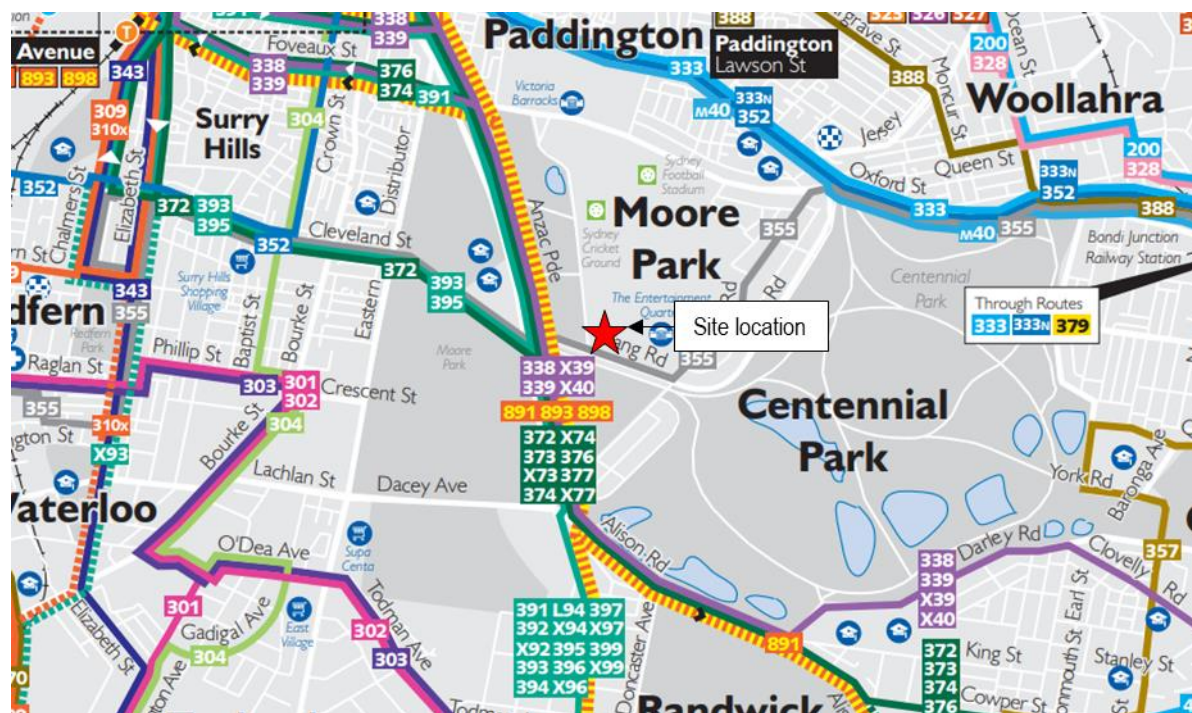 391
338
339
Paddington
388
Paddington
Lawson St
323 326 327
Ocean St
T
Avenue
893 898
343
Foveaux St
338
339
376
374
391
333
M40
333N
352
Victoria
Barracks
388
Moncur St
200
328
Woollahra
309
310x
Surry
Hills
304
Crown St
Jersey
Queen St
200
328
Elizabeth St
Chalmers St
352
372
393
395
Distributor
Eastern
Cleveland St
352
372
393
395
Anzac Pde
Sydney
Football
Stadium
Moore
Park
Sydney
Cricket
Ground
355
Oxford St
333
M40
355
333N
352
388
Bondi Junction
Railway Station
Centennial
Park
Through Routes
333 333N 379
343
355
Surry Hills
Shopping
Village
Redfern
Park
Baptist St
Bourke St
The Entertainment
Site location
Lang Rd
355
Moore
Park
338 X39
339 X40
891 893 898
372 X74
373 376
X73 377
374 X77
Raglan St
Phillip St
303
301
302
Crescent St
304
355
310x
X93
Bourke St
Lachlan St
Dacey Ave
Centennial
Park
York Rd
Baronga Ave
Waterloo
O'Dea Ave
Supa
Centa
Alison Rd
338
339
X39
X40
Darley Rd
Clovelly
Rd
357
301
Gadigal Ave
304
Elizabeth St
East
Village
Todman Ave
302
303
391 L94 397
392 X94 X97
X92 395 399
393 396 X99
394 X96
Doncaster Ave
891
372
373
374
376
King St
Cowper St
Earl St
Stanley St
Randwick